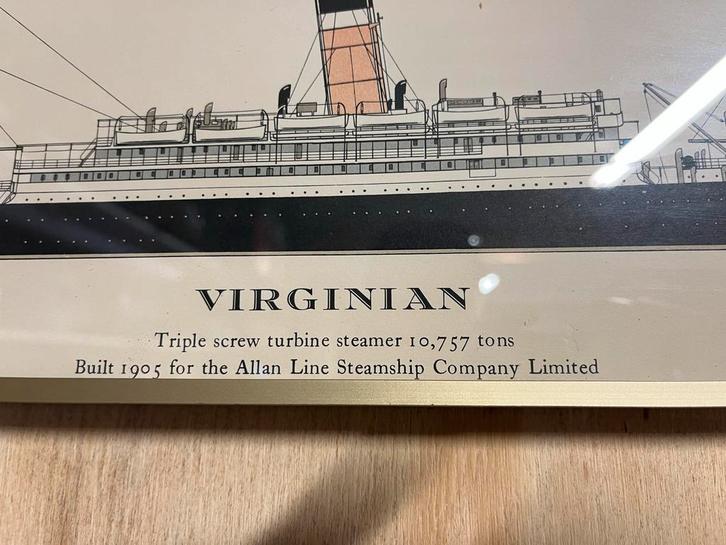 VIRGINIAN
Triple screw turbine steamer 10,757 tons
Built 1905 for the Allan Line Steamship Company Limited